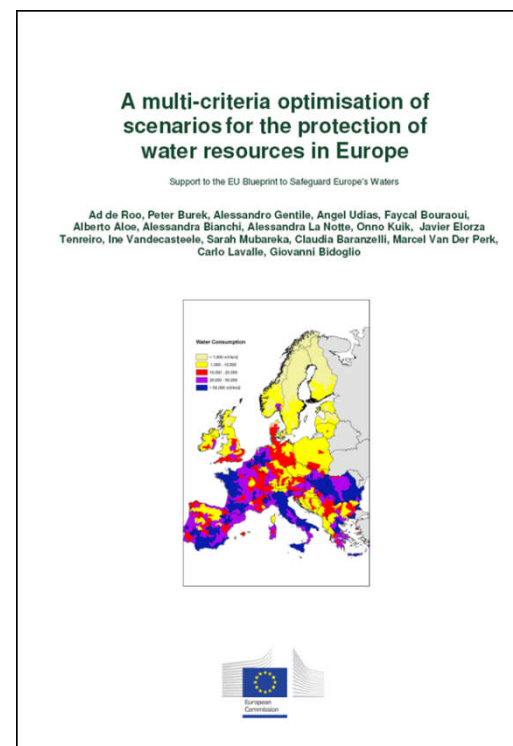 A multi-criteria optimisation of
scenarios for the protection of
water resources in Europe
Support to the EU Blueprint to Safeguard Europe's Waters
Ad de Roo, Peter Burek, Alessandro Gentile, Angel Udias, Faycal Bouraoui,
Alberto Aloe, Alessandra Bianchi, Alessandra La Notte, Onno Kuik, Javier Elorza
Tenreiro, Ine Vandecasteele, Sarah Mubareka, Claudia Baranzelli, Marcel Van Der Perk,
Carlo Lavalle, Giovanni Bidoglio
Water Consumption
European
Commission